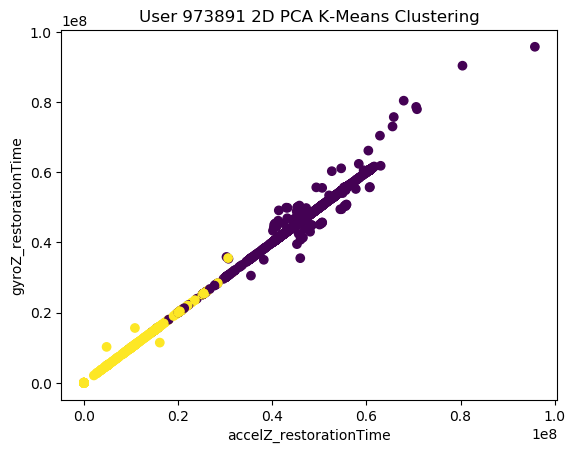 User 973891 2D PCA K-Means Clustering
1e8
1.0
0.8
0.6
0.4
0.2
0.0
gyroZ_restorationTime
0.0 0.2 0.4 0.6 0.8 1.0
1e8
accelZ_restorationTime